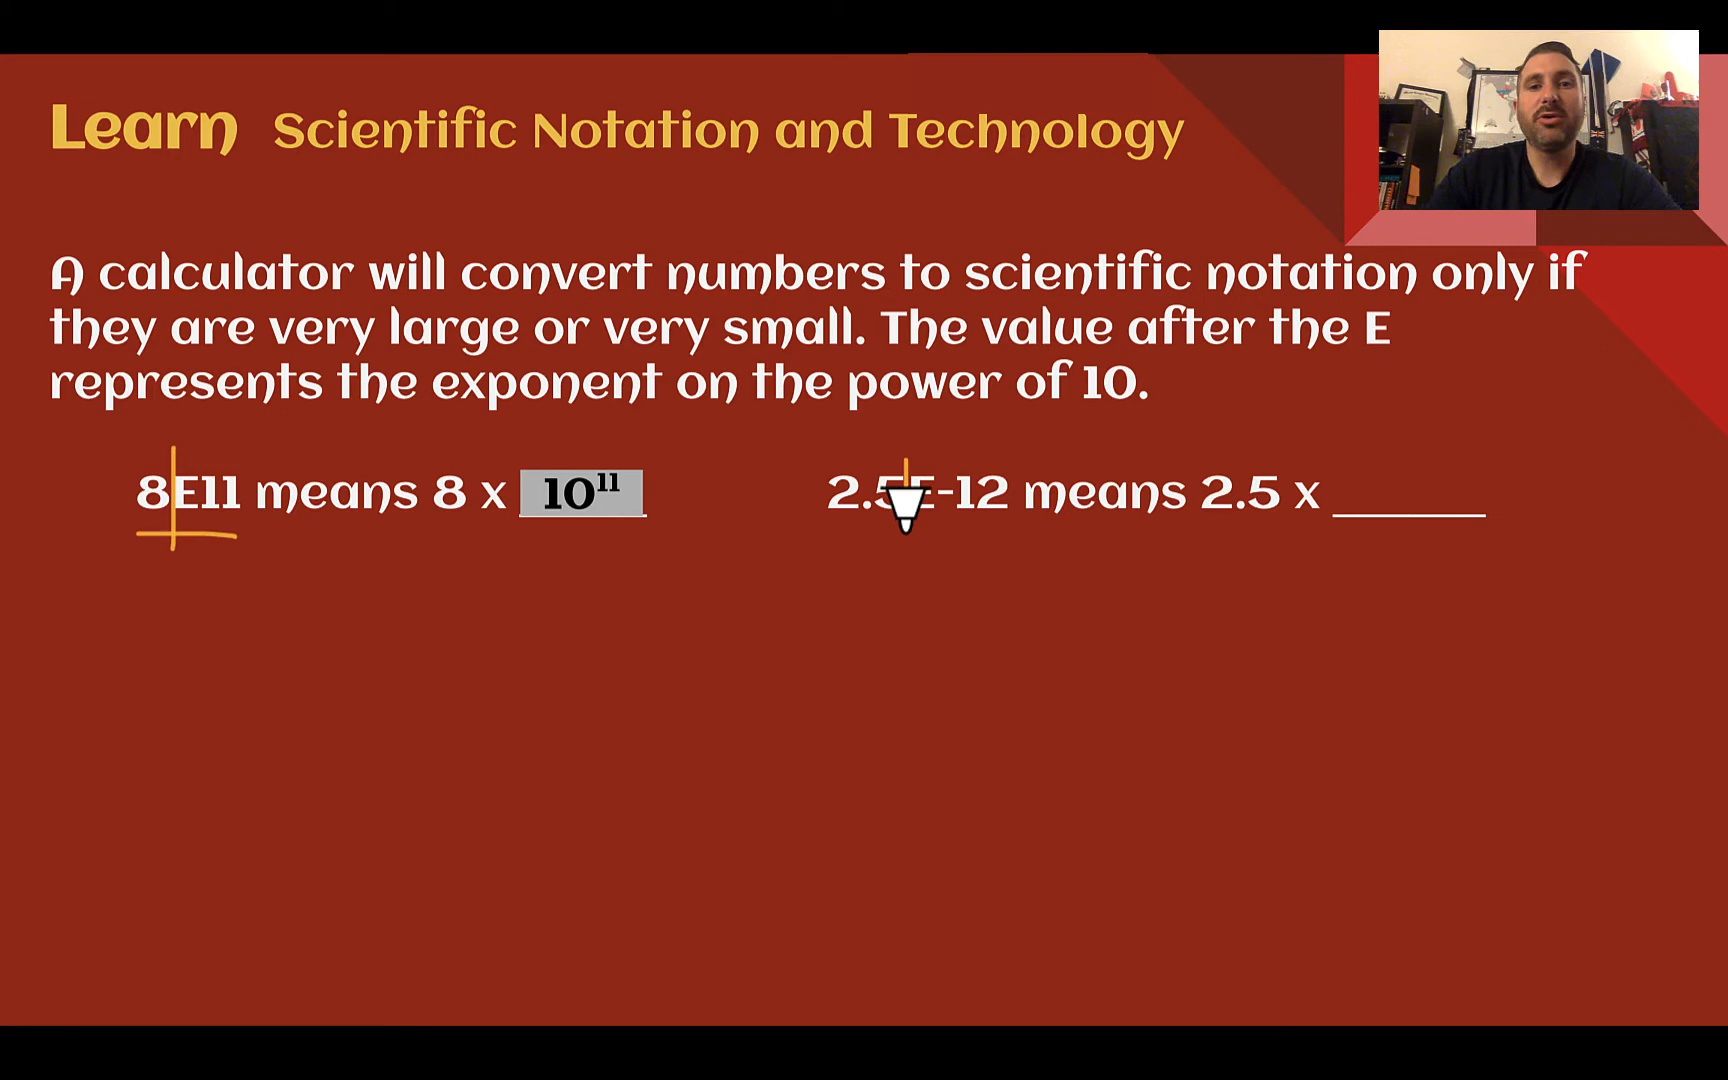 Learn Scientific Notation and Technology
A calculator will convert numbers to scientific notation only if
they are very large or very small. The value after the E
represents the exponent on the power of 10.
8E11 means 8 x 10¹¹
2.5E-12 means 2.5 x ______